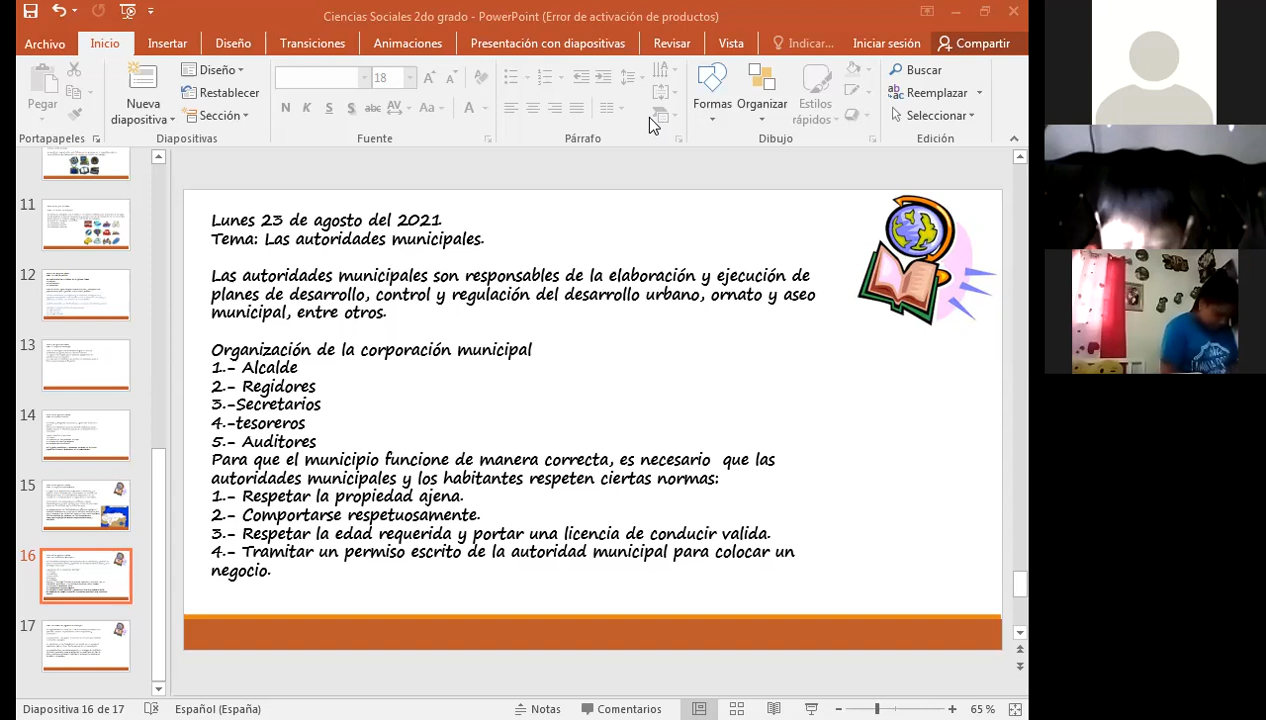 Ciencias Sociales 2do grado - PowerPoint (Error de activación de productos)
Archivo Inicio Insertar Diseño Transiciones Animaciones Presentación con diapositivas Revisar Vista Indicar... Iniciar sesión Compartir
Pegar
Nueva diapositiva
Diseño
Restablecer
Sección
18
N K S S abc AV Aa A
Formas
Organizar
Estilos rápidos
Buscar
Reemplazar
Seleccionar
Portapapeles Diapositivas Fuente Párrafo Dibujo Edición
11
12
13
14
15
16
17
Lunes 23 de agosto del 2021
Tema: Las autoridades municipales.
Las autoridades municipales son responsables de la elaboración y ejecución de
planes de desarrollo, control y regulación del desarrollo urbano, ornato y aseo
municipal, entre otros.
Organización de la corporación municipal
1.- Alcalde
2.- Regidores
3.-Secretarios
4.-tesoreros
5.- Auditores
Para que el municipio funcione de manera correcta, es necesario que las
autoridades municipales y los habitantes respeten ciertas normas:
1.- Respetar la propiedad ajena.
2.- Comportarse respetuosamente.
3.- Respetar la edad requerida y portar una licencia de conducir valida.
4.- Tramitar un permiso escrito de la autoridad municipal para colocar un
negocio.
Diapositiva 16 de 17 Español (España) Notas Comentarios 65 %